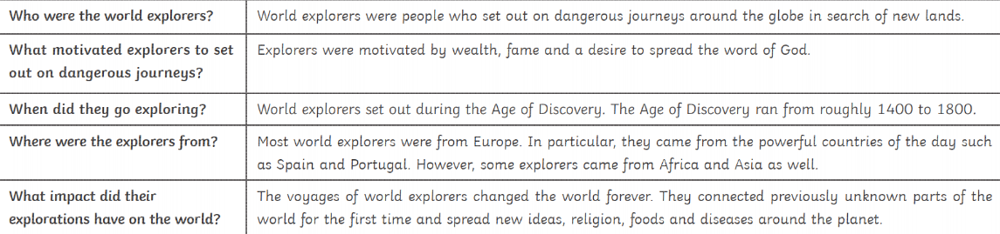 Who were the world explorers?
World explorers were people who set out on dangerous journeys around the globe in search of new lands.
What motivated explorers to set
out on dangerous journeys?
Explorers were motivated by wealth, fame and a desire to spread the word of God.
When did they go exploring?
World explorers set out during the Age of Discovery. The Age of Discovery ran from roughly 1400 to 1800.
Where were the explorers from?
Most world explorers were from Europe. In particular, they came from the powerful countries of the day such
as Spain and Portugal. However, some explorers came from Africa and Asia as well.
What impact did their
explorations have on the world?
The voyages of world explorers changed the world forever. They connected previously unknown parts of the
world for the first time and spread new ideas, religion, foods and diseases around the planet.